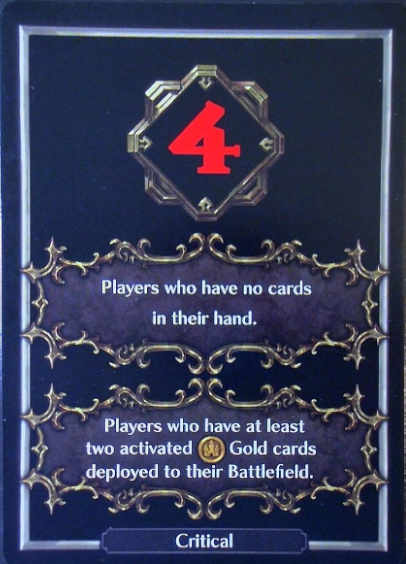 4
Players who have no cards
in their hand.
Players who have at least
two activated Gold cards
deployed to their Battlefield.
Critical